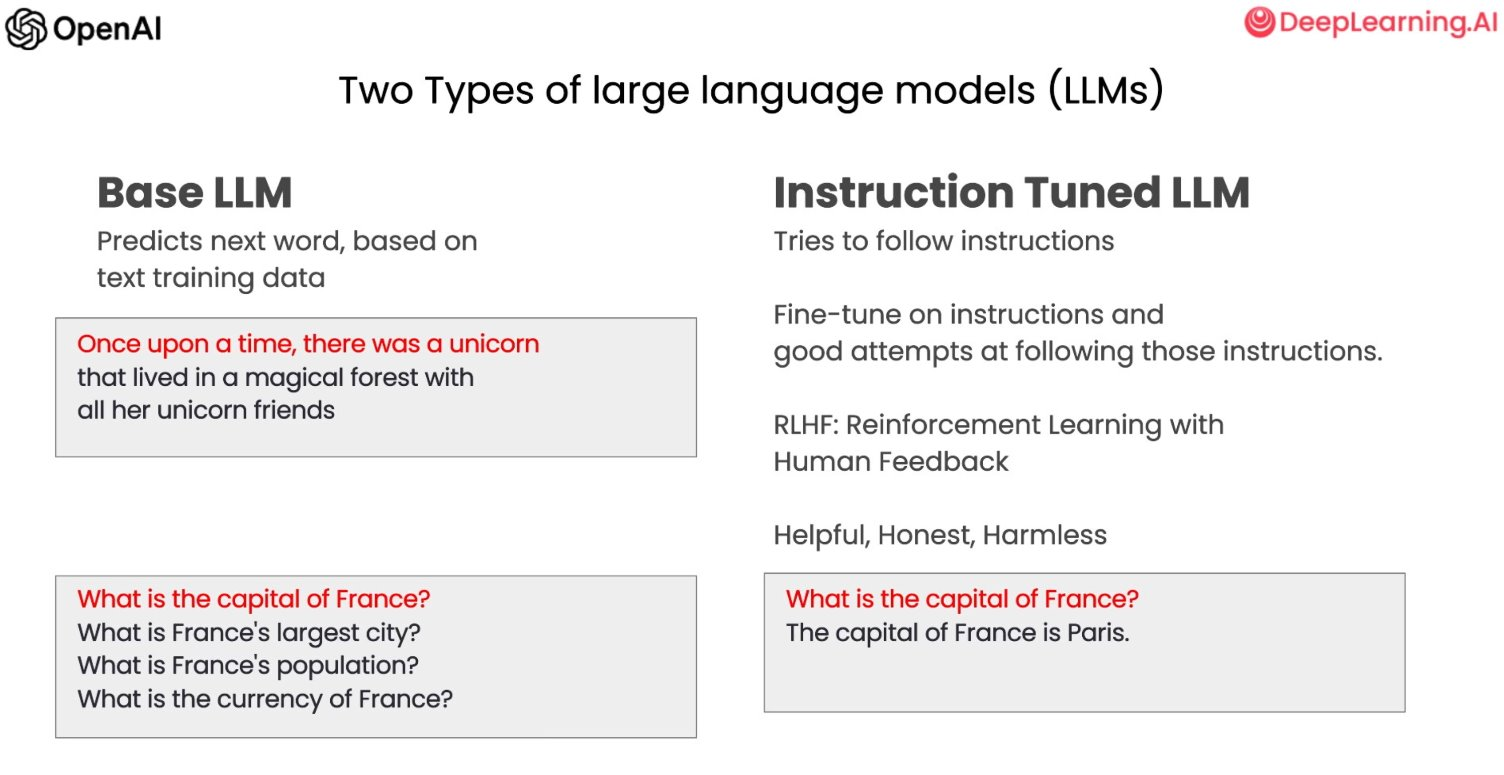 OpenAI
DeepLearning.AI
Two Types of large language models (LLMs)
Base LLM
Predicts next word, based on
text training data
Once upon a time, there was a unicorn
that lived in a magical forest with
all her unicorn friends
What is the capital of France?
What is France's largest city?
What is France's population?
What is the currency of France?
Instruction Tuned LLM
Tries to follow instructions
Fine-tune on instructions and
good attempts at following those instructions.
RLHF: Reinforcement Learning with
Human Feedback
Helpful, Honest, Harmless
What is the capital of France?
The capital of France is Paris.